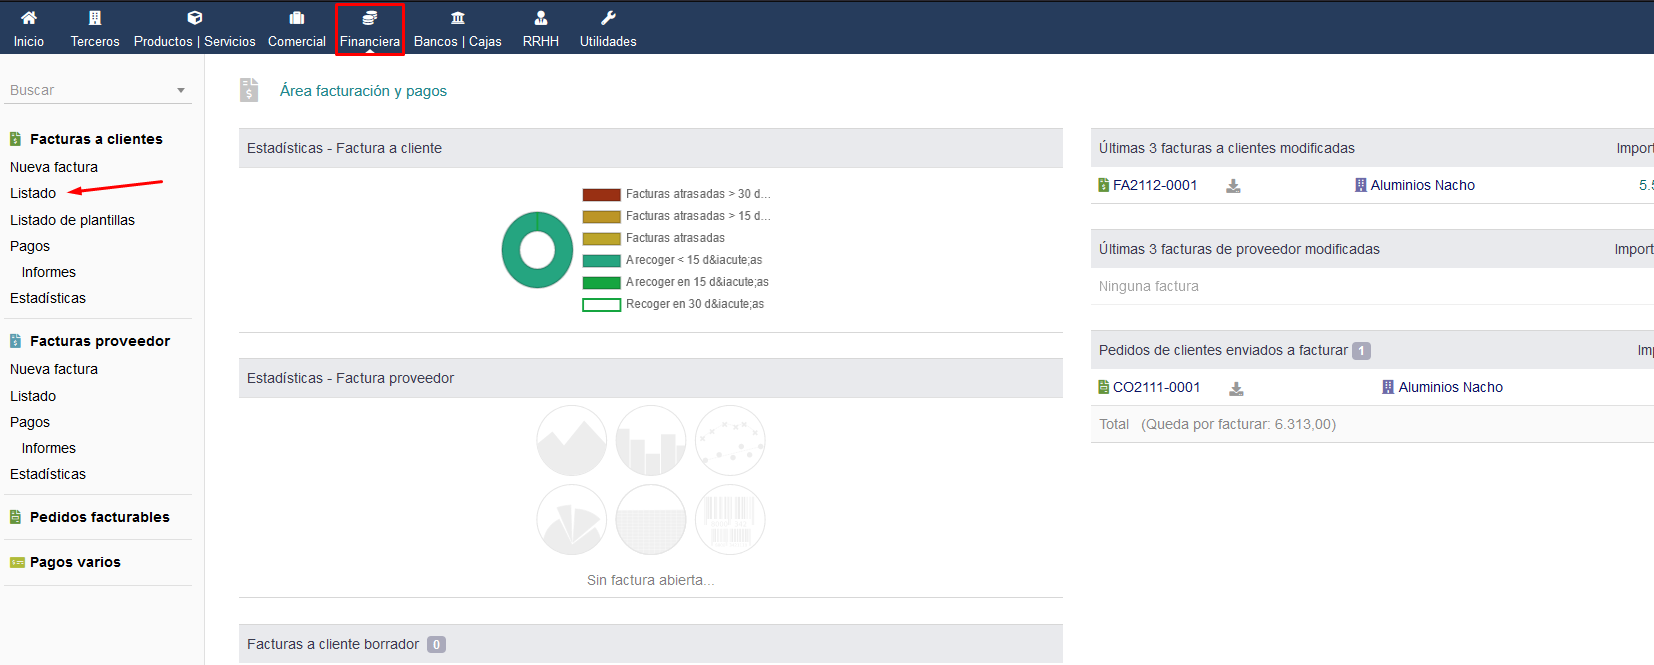 Inicio Terceros Productos | Servicios Comercial Financiera Bancos | Cajas RRHH Utilidades
Buscar
Facturas a clientes
Nueva factura
Listado
Listado de plantillas
Pagos
Informes
Estadísticas
Facturas proveedor
Nueva factura
Listado
Pagos
Informes
Estadísticas
Pedidos facturables
Pagos varios
Área facturación y pagos
Estadísticas - Factura a cliente
Facturas atrasadas > 30 d...
Facturas atrasadas > 15 d...
Facturas atrasadas
A recoger < 15 d&iacute;as
A recoger en 15 d&iacute;as
Recoger en 30 d&iacute;as
Estadísticas - Factura proveedor
Sin factura abierta...
Facturas a cliente borrador 0
Últimas 3 facturas a clientes modificadas Import
FA2112-0001 Aluminios Nacho 5.5
Últimas 3 facturas de proveedor modificadas Import
Ninguna factura
Pedidos de clientes enviados a facturar 1 Imp
CO2111-0001 Aluminios Nacho
Total (Queda por facturar: 6.313,00)